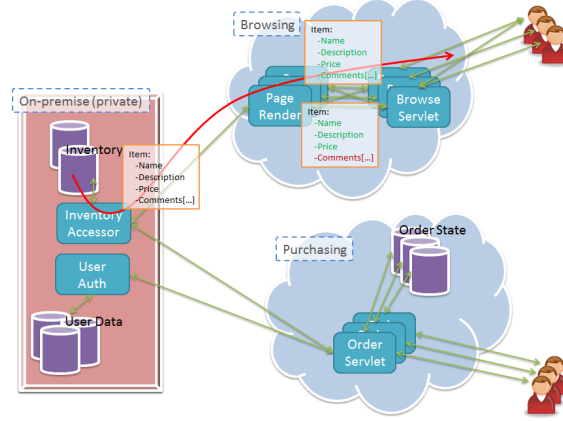 Browsing
Item:
-Name
-Description
-Price
-Comments[...]
Page
Render
Browse
Servlet
Item:
-Name
-Description
-Price
-Comments[...]
On-premise (private)
Inventory
Item:
-Name
-Description
-Price
-Comments[...]
Inventory
Accessor
User
Auth
User Data
Purchasing
Order State
Order
Servlet